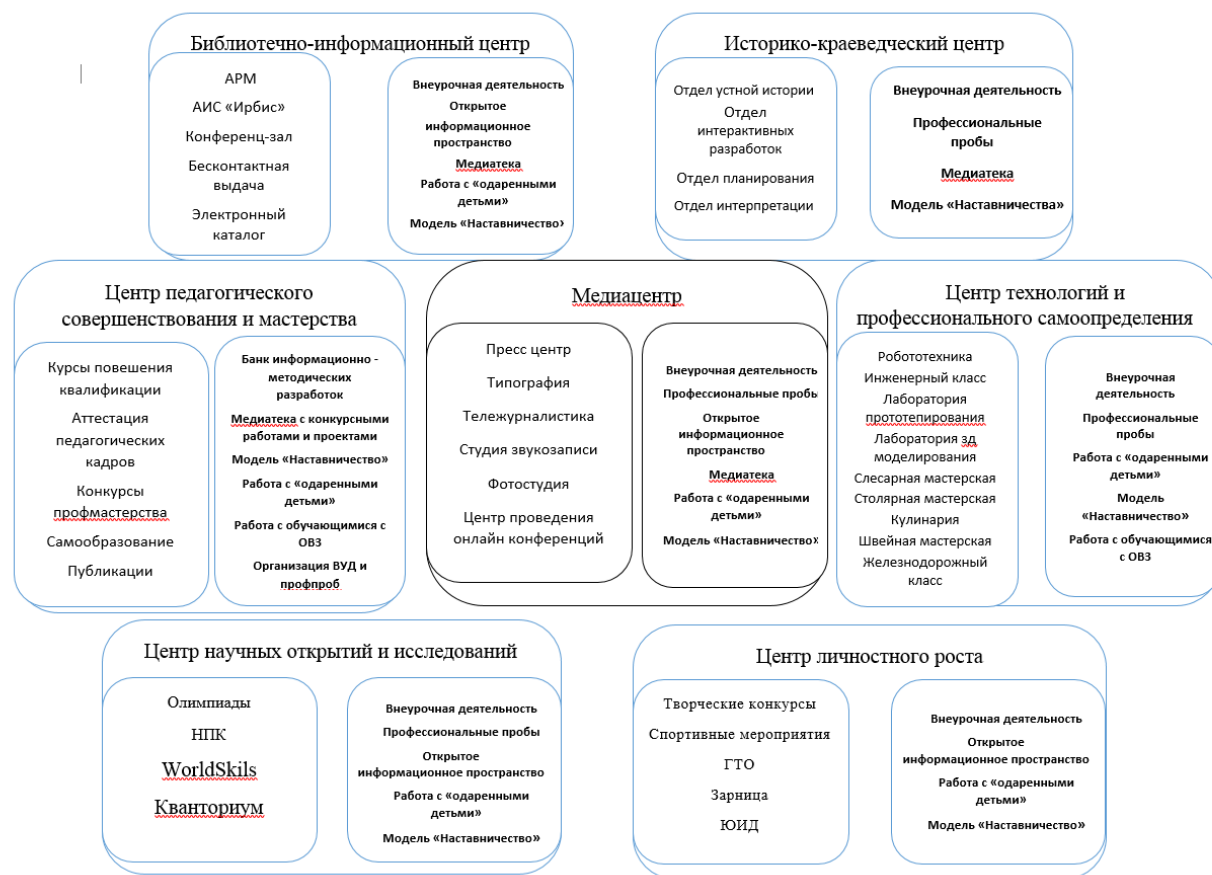 Библиотечно-информационный центр
АРМ
АИС «Ирбис»
Конференц-зал
Бесконтактная
выдача
Электронный
каталог
Внеурочная деятельность
Открытое
информационное
пространство
Медиатека
Работа с «одаренными
детьми»
Модель «Наставничество»
Историко-краеведческий центр
Отдел устной истории
Отдел
интерактивных
разработок
Отдел планирования
Отдел интерпретации
Внеурочная деятельность
Профессиональные
пробы
Медиатека
Модель «Наставничества»
Центр педагогического
совершенствования и мастерства
Курсы повешения
квалификации
Аттестация
педагогических
кадров
Конкурсы
профмастерства
Самообразование
Публикации
Банк информационно -
методических
разработок
Медиатека с конкурсными
работами и проектами
Модель «Наставничество»
Работа с «одаренными
детьми»
Работа с обучающимися с
ОВЗ
Организация ВУД и
профпроб
Медиацентр
Пресс центр
Типография
Тележурналистика
Студия звукозаписи
Фотостудия
Центр проведения
онлайн конференций
Внеурочная деятельность
Профессиональные пробы
Открытое
информационное
пространство
Медиатека
Работа с «одаренными
детьми»
Модель «Наставничество»
Центр технологий и
профессионального самоопределения
Робототехника
Инженерный класс
Лаборатория
прототепирования
Лаборатория зд
моделирования
Слесарная мастерская
Столярная мастерская
Кулинария
Швейная мастерская
Железнодорожный
класс
Внеурочная
деятельность
Профессиональные
пробы
Работа с «одаренными
детьми»
Модель
«Наставничество»
Работа с обучающимися
с ОВЗ
Центр научных открытий и исследований
Олимпиады
НПК
WorldSkils
Кванториум
Внеурочная деятельность
Профессиональные пробы
Открытое
информационное пространство
Работа с «одаренными
детьми»
Модель «Наставничество»
Центр личностного роста
Творческие конкурсы
Спортивные мероприятия
ГТО
Зарница
ЮИД
Внеурочная деятельность
Открытое
информационное пространство
Работа с «одаренными
детьми»
Модель «Наставничество»